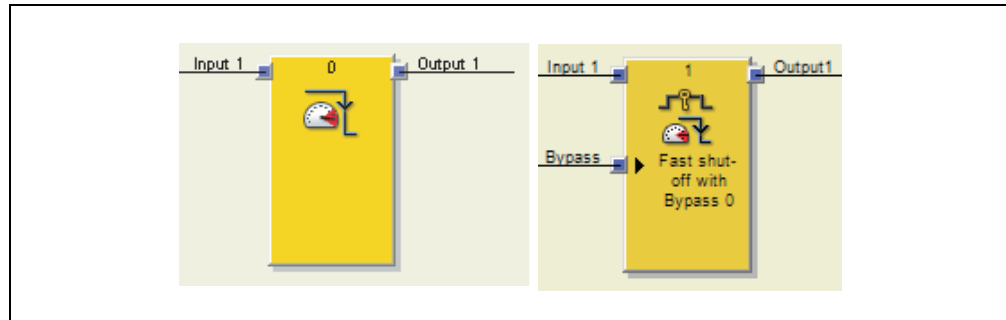 Input 1 0 Output 1
Input 1 1 Output1
Bypass Fast shut-
off with
Bypass 0